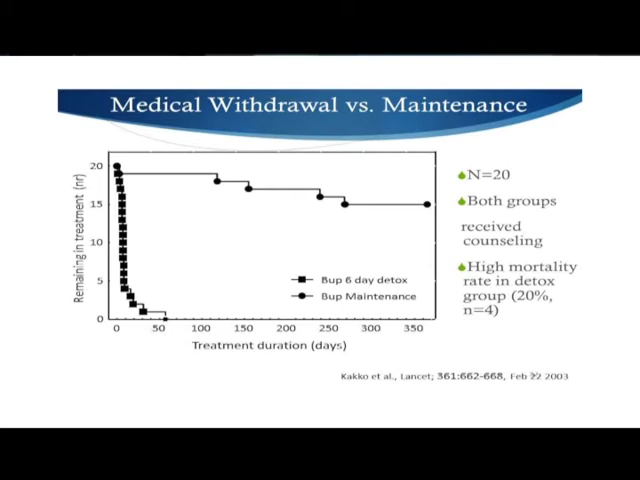 Medical Withdrawal vs. Maintenance
Remaining in treatment (nr)
20
15
10
5
0
Bup 6 day detox
Bup Maintenance
0 50 100 150 200 250 300 350
Treatment duration (days)
N=20
Both groups
received
counseling
High mortality
rate in detox
group (20%,
n=4)
Kakko et al., Lancet; 361:662-668, Feb 22 2003